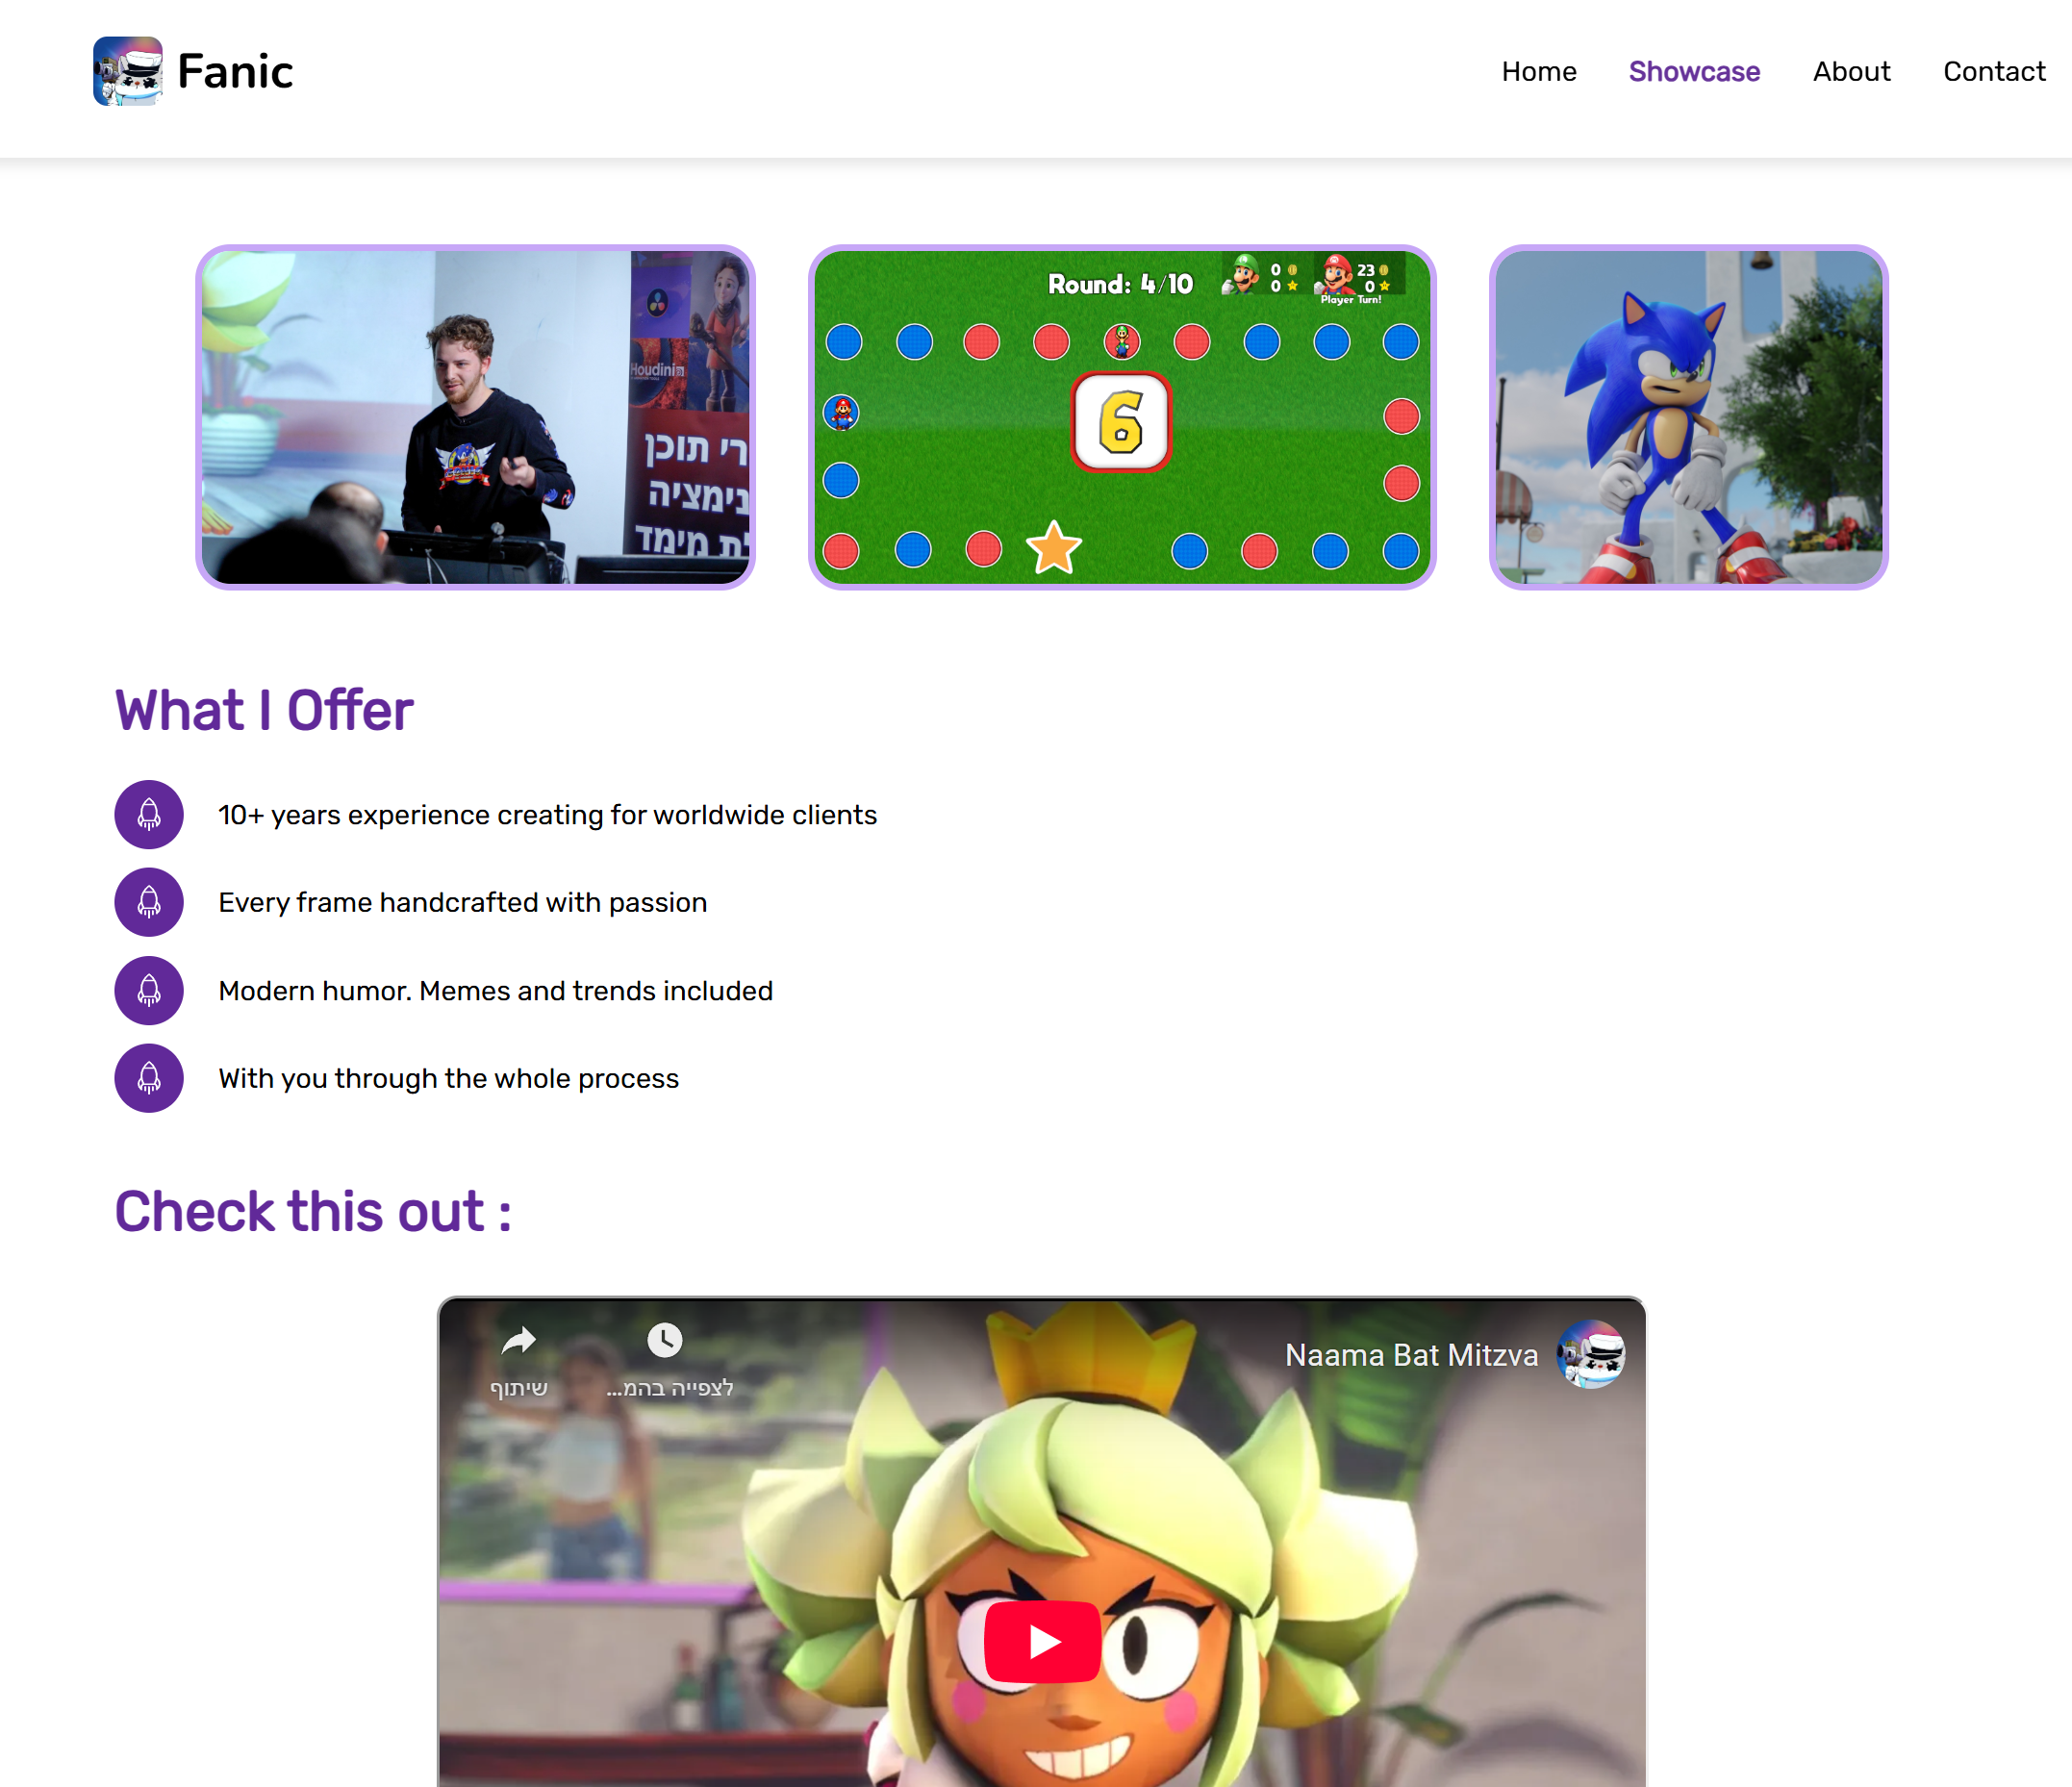 Fanic
Home Showcase About Contact
Houdini
רי תוכן
נימציה
ת מימד
Round: 4/10
0
0
23
0
Player Turn!
6
What I Offer
10+ years experience creating for worldwide clients
Every frame handcrafted with passion
Modern humor. Memes and trends included
With you through the whole process
Check this out :
שיתוף
לצפייה בהמ...
Naama Bat Mitzva